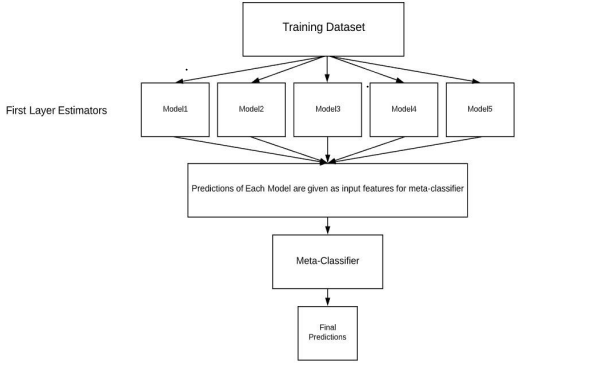 Training Dataset
First Layer Estimators
Model1
Model2
Model3
Model4
Model5
Predictions of Each Model are given as input features for meta-classifier
Meta-Classifier
Final
Predictions